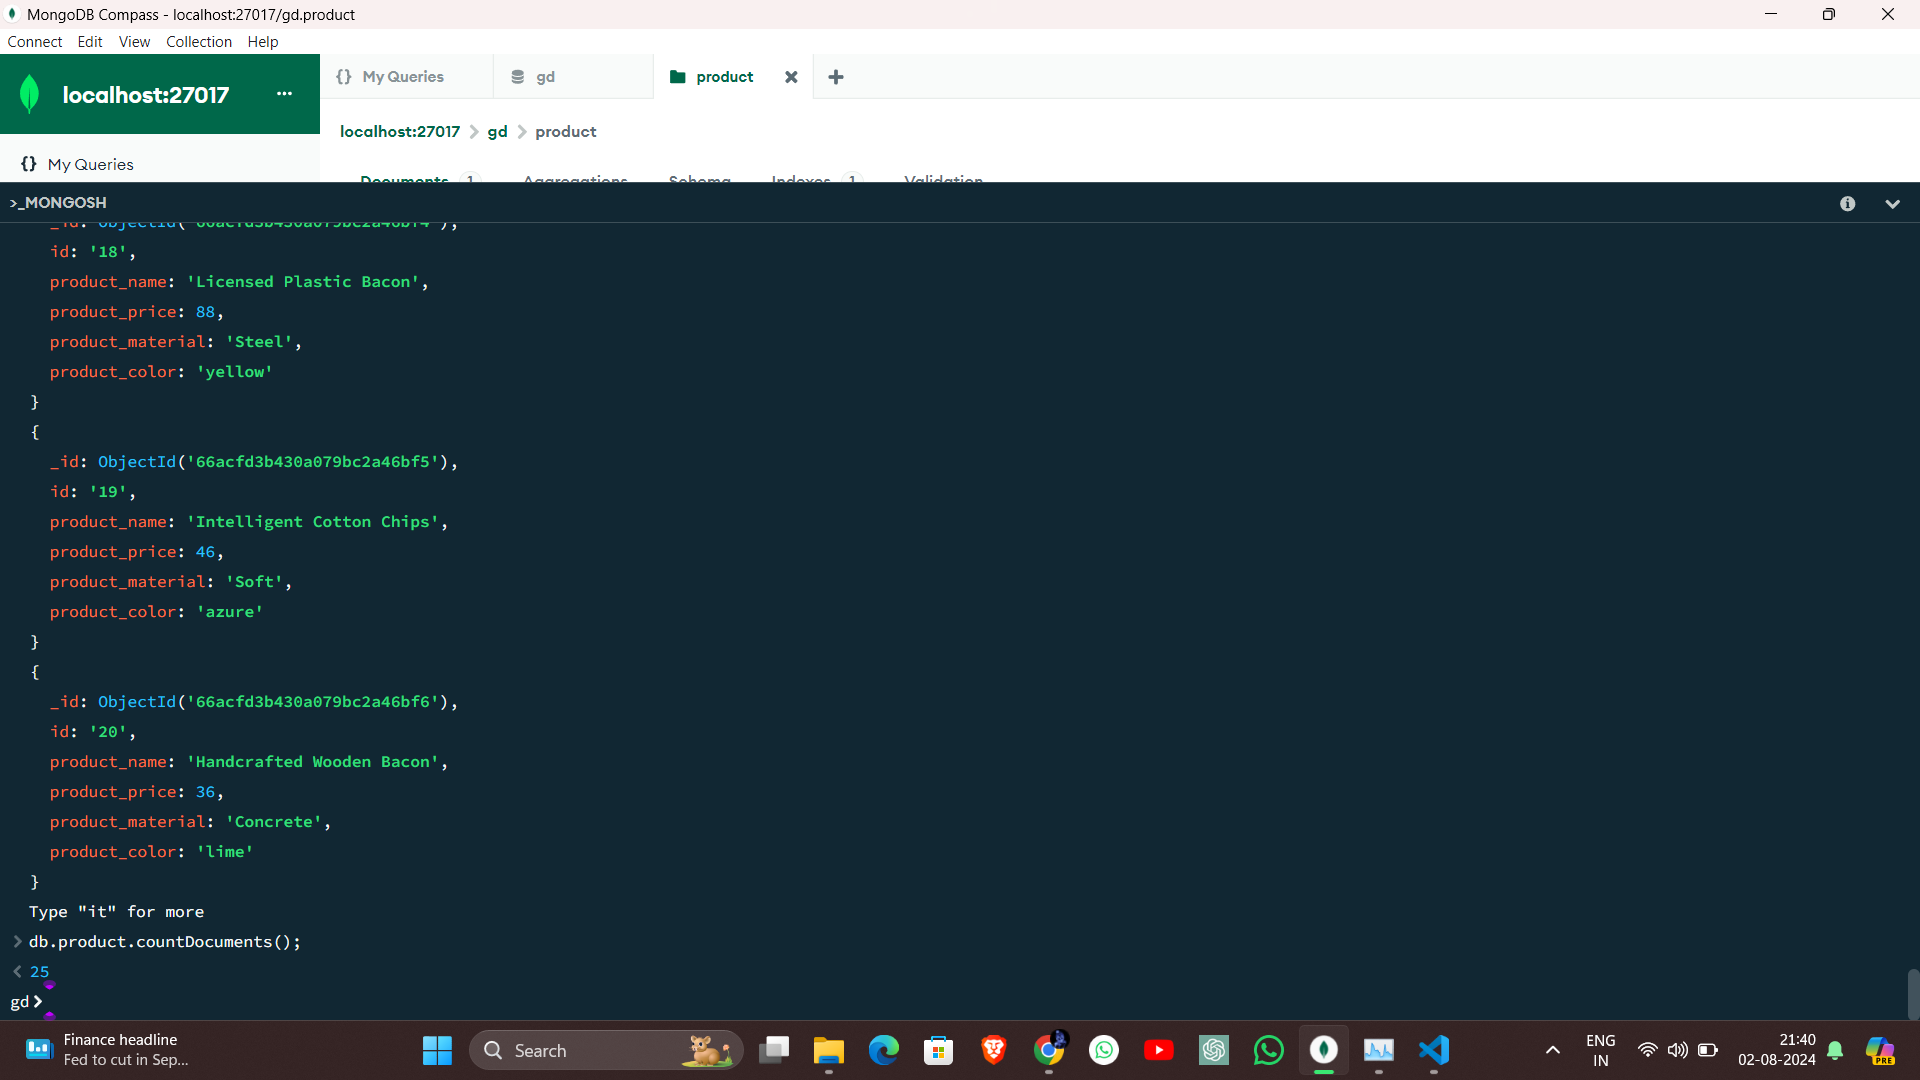 MongoDB Compass - localhost:27017/gd.product
Connect Edit View Collection Help
localhost:27017 ...
{} My Queries
gd
product
localhost:27017 > gd > product
{} My Queries
Documents 1 Aggregations Schema Indexes 1 Validation
>_MONGOSH
_id: ObjectId('66acfd3b430a079bc2a46bf4'),
id: '18',
product_name: 'Licensed Plastic Bacon',
product_price: 88,
product_material: 'Steel',
product_color: 'yellow'
}
{
_id: ObjectId('66acfd3b430a079bc2a46bf5'),
id: '19',
product_name: 'Intelligent Cotton Chips',
product_price: 46,
product_material: 'Soft',
product_color: 'azure'
}
{
_id: ObjectId('66acfd3b430a079bc2a46bf6'),
id: '20',
product_name: 'Handcrafted Wooden Bacon',
product_price: 36,
product_material: 'Concrete',
product_color: 'lime'
}
Type "it" for more
> db.product.countDocuments();
< 25
gd>
Finance headline
Fed to cut in Sep...
Search
ENG
IN
21:40
02-08-2024
PRE